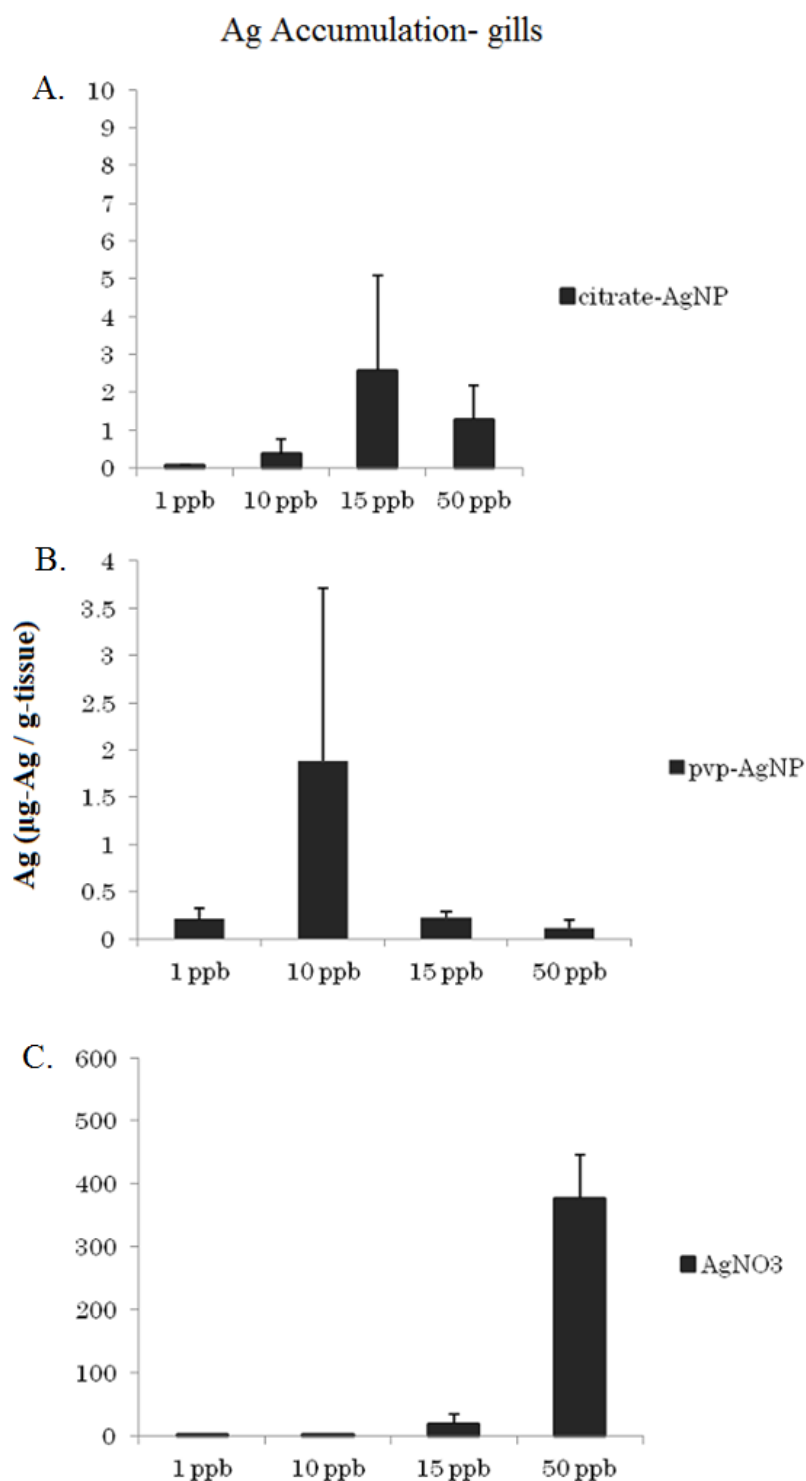 Ag Accumulation- gills
A.
10
9
8
7
6
5
4
3
2
1
0
1 ppb 10 ppb 15 ppb 50 ppb
citrate-AgNP
B.
Ag (µg-Ag / g-tissue)
4
3.5
3
2.5
2
1.5
1
0.5
0
1 ppb 10 ppb 15 ppb 50 ppb
pvp-AgNP
C.
600
500
400
300
200
100
0
1 ppb 10 ppb 15 ppb 50 ppb
AgNO3